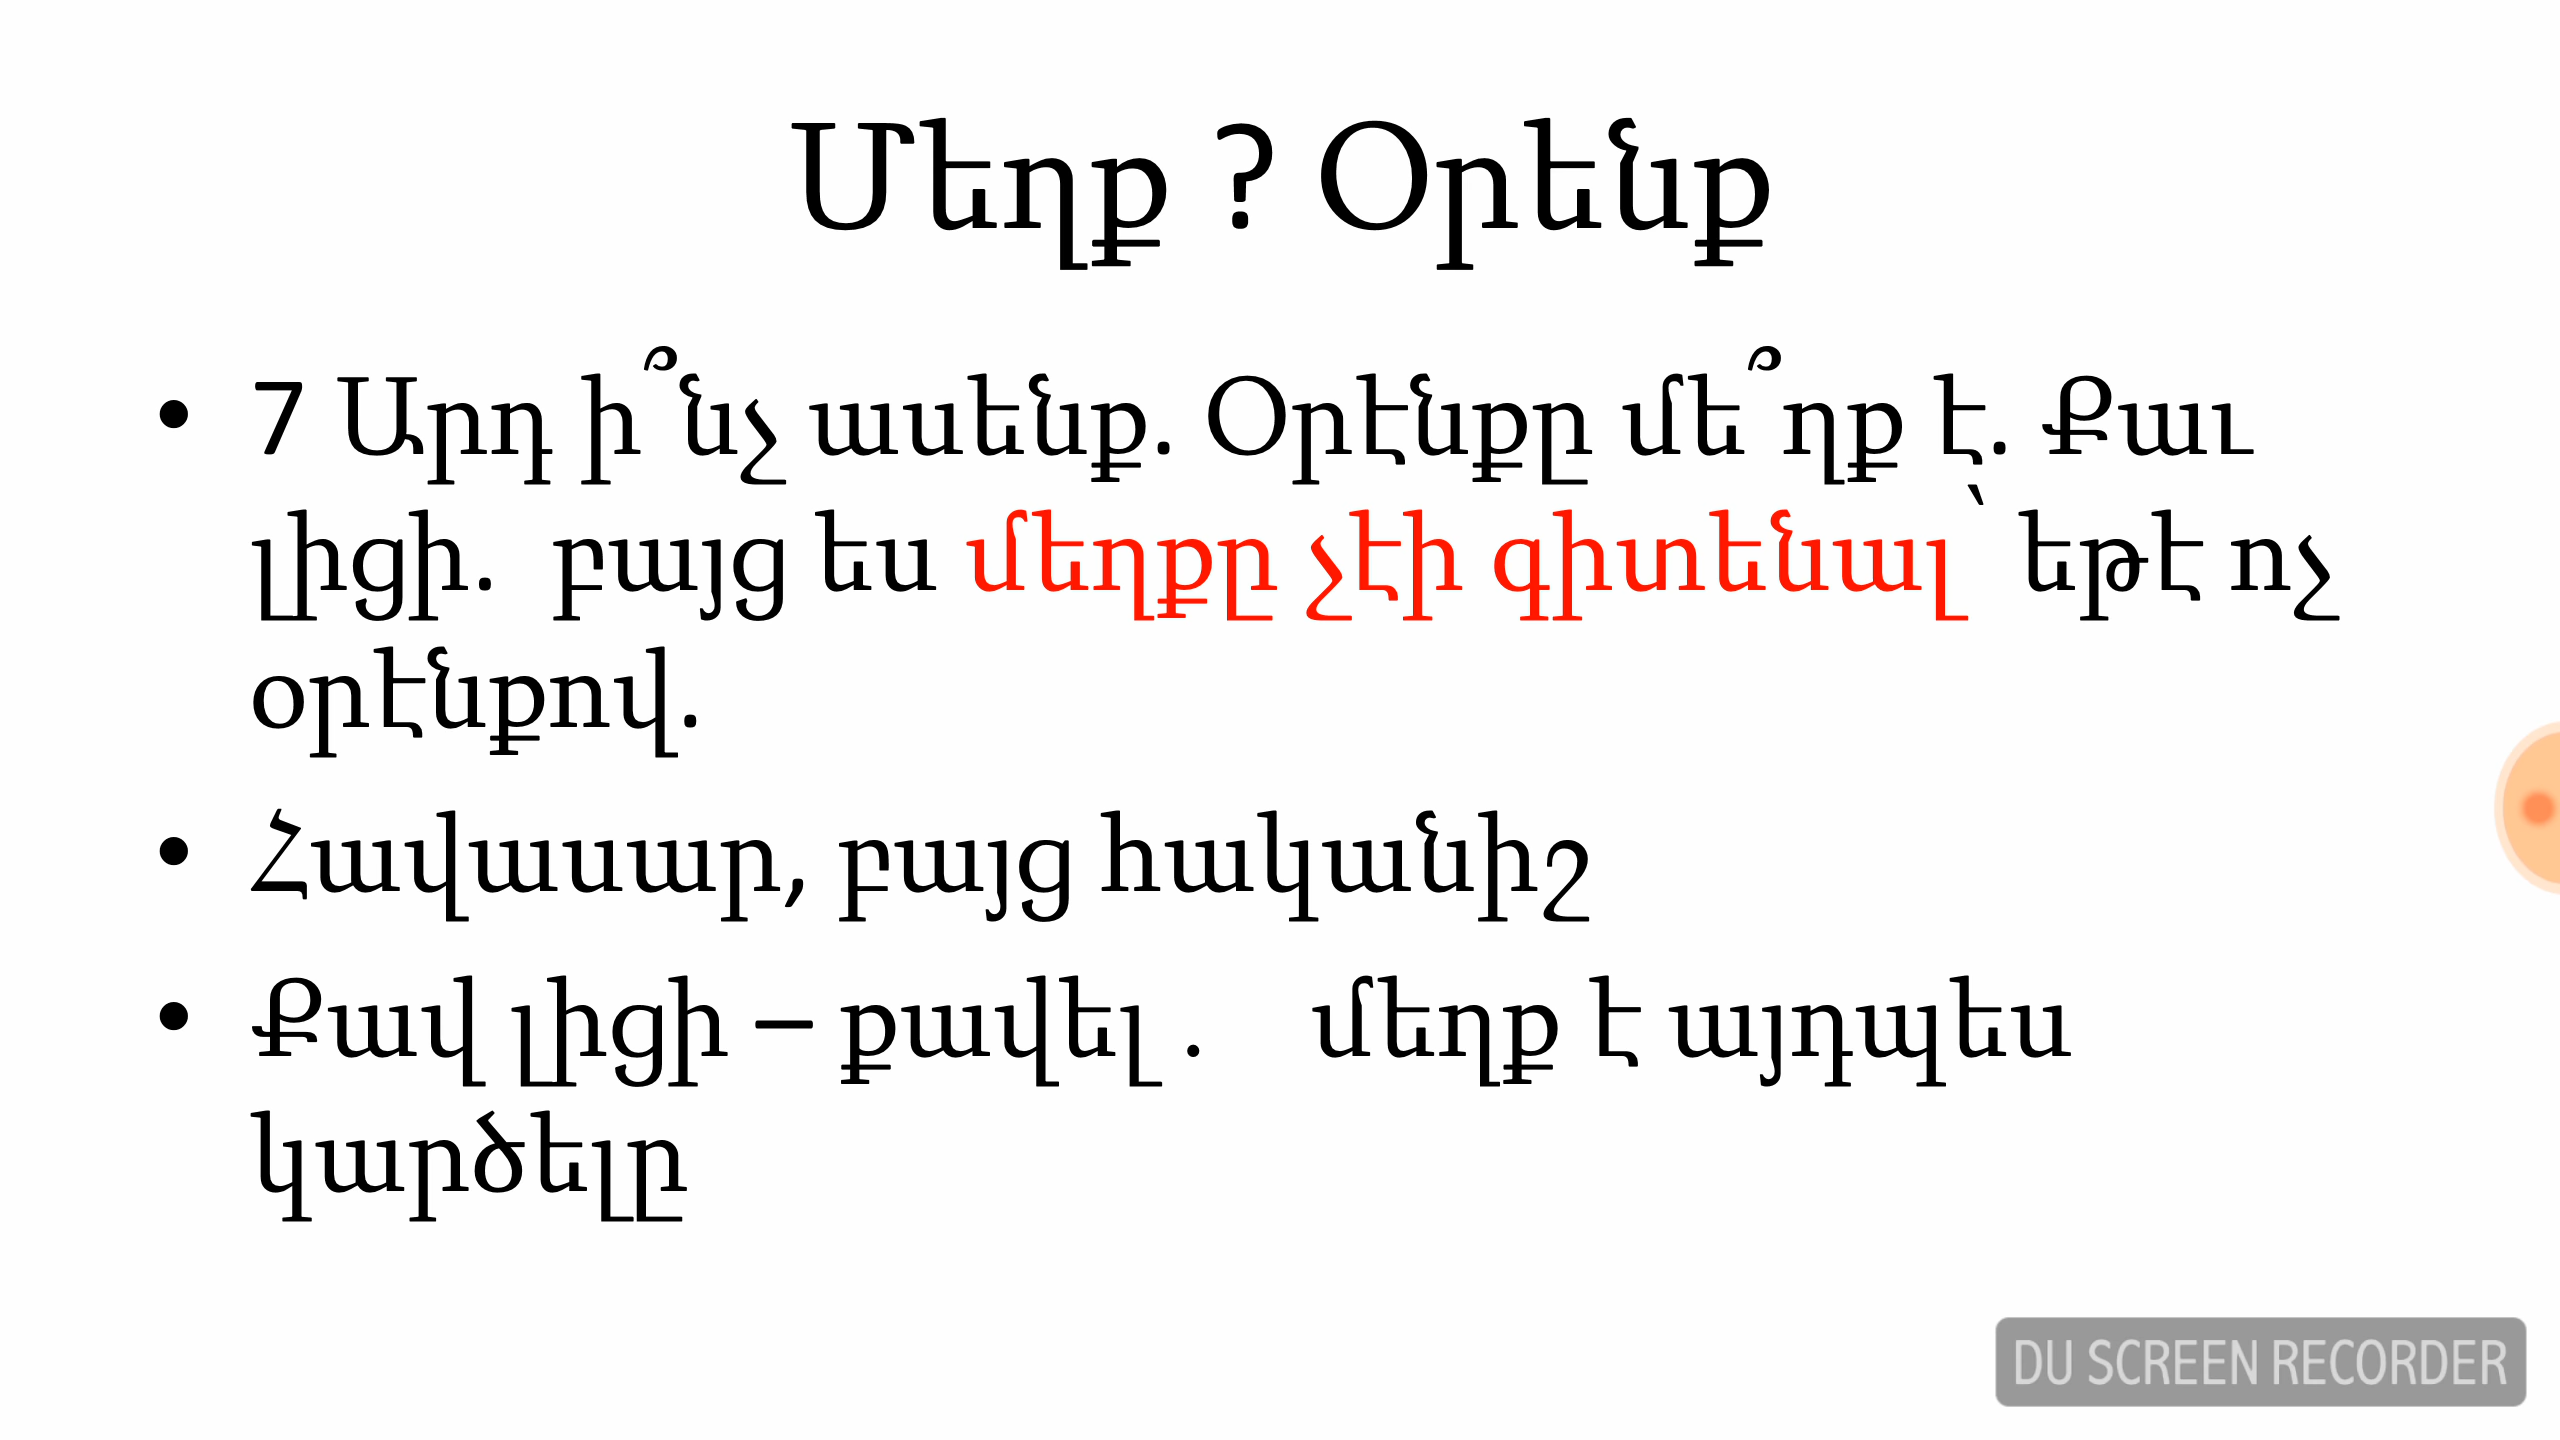 Մեղք ? Օրենք
• 7 Արդ ի՞նչ ասենք. Օրէնքը մե՞ղք է. Քաւ
լիցի.  բայց ես մեղքը չէի գիտենալ՝ եթէ ոչ
օրէնքով.
• Հավասար, բայց հականիշ
• Քավ լիցի – քավել .    մեղք է այդպես
կարծելը
DU SCREEN RECORDER